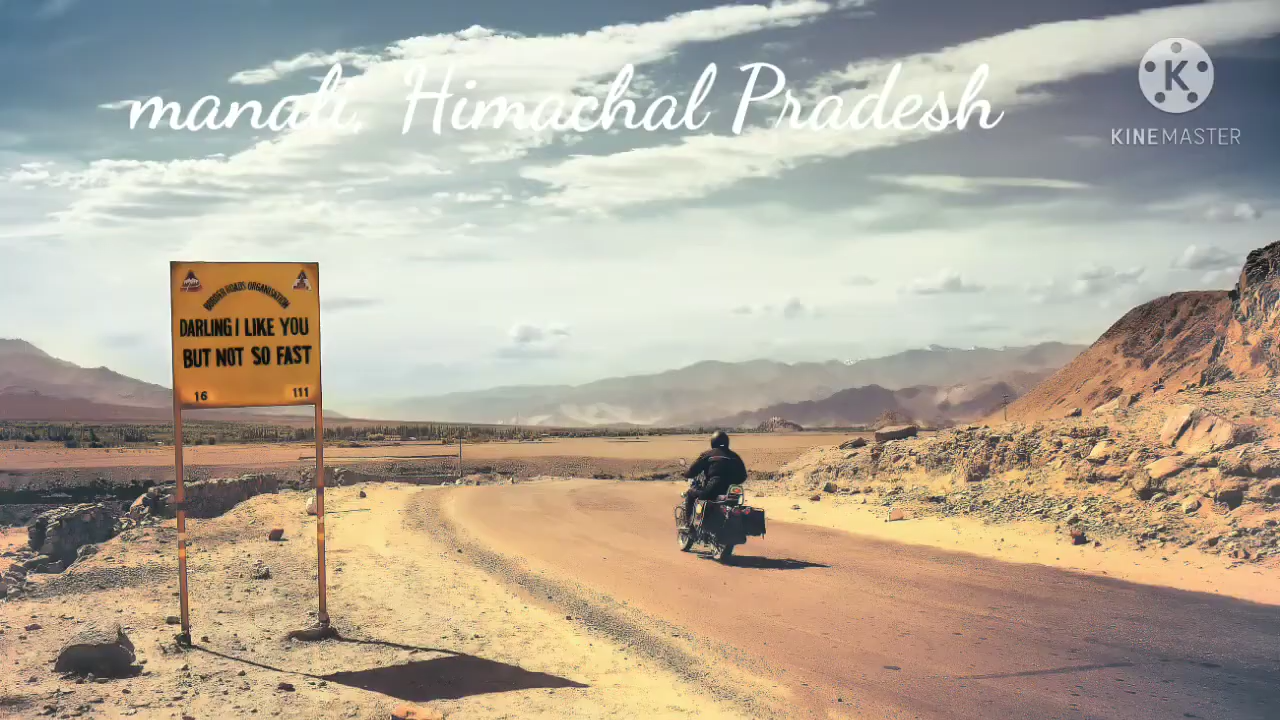 manali, Himachal Pradesh
K
KINEMASTER
BORDER ROADS ORGANISATION
DARLING I LIKE YOU
BUT NOT SO FAST
16 111